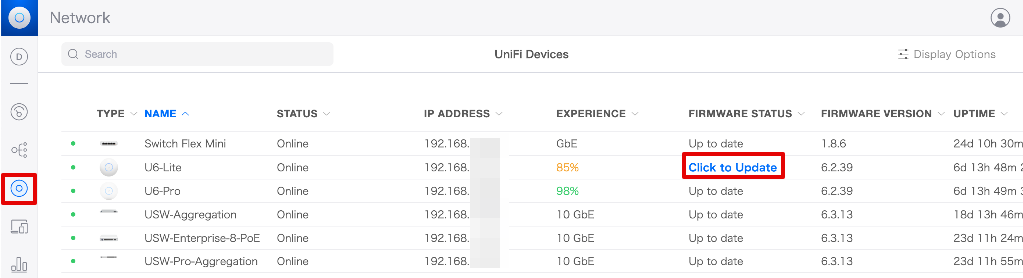 Network
D
Search
UniFi Devices
Display Options
TYPE NAME STATUS IP ADDRESS EXPERIENCE FIRMWARE STATUS FIRMWARE VERSION UPTIME
Switch Flex Mini Online 192.168. GbE Up to date 1.8.6 24d 10h 30m
U6-Lite Online 192.168. 85% Click to Update 6.2.39 6d 13h 48m
U6-Pro Online 192.168. 98% Up to date 6.2.39 6d 13h 49m
USW-Aggregation Online 192.168. 10 GbE Up to date 6.3.13 18d 13h 46m
USW-Enterprise-8-PoE Online 192.168. 10 GbE Up to date 6.3.13 23d 11h 24m
USW-Pro-Aggregation Online 192.168. 10 GbE Up to date 6.3.13 23d 11h 55m